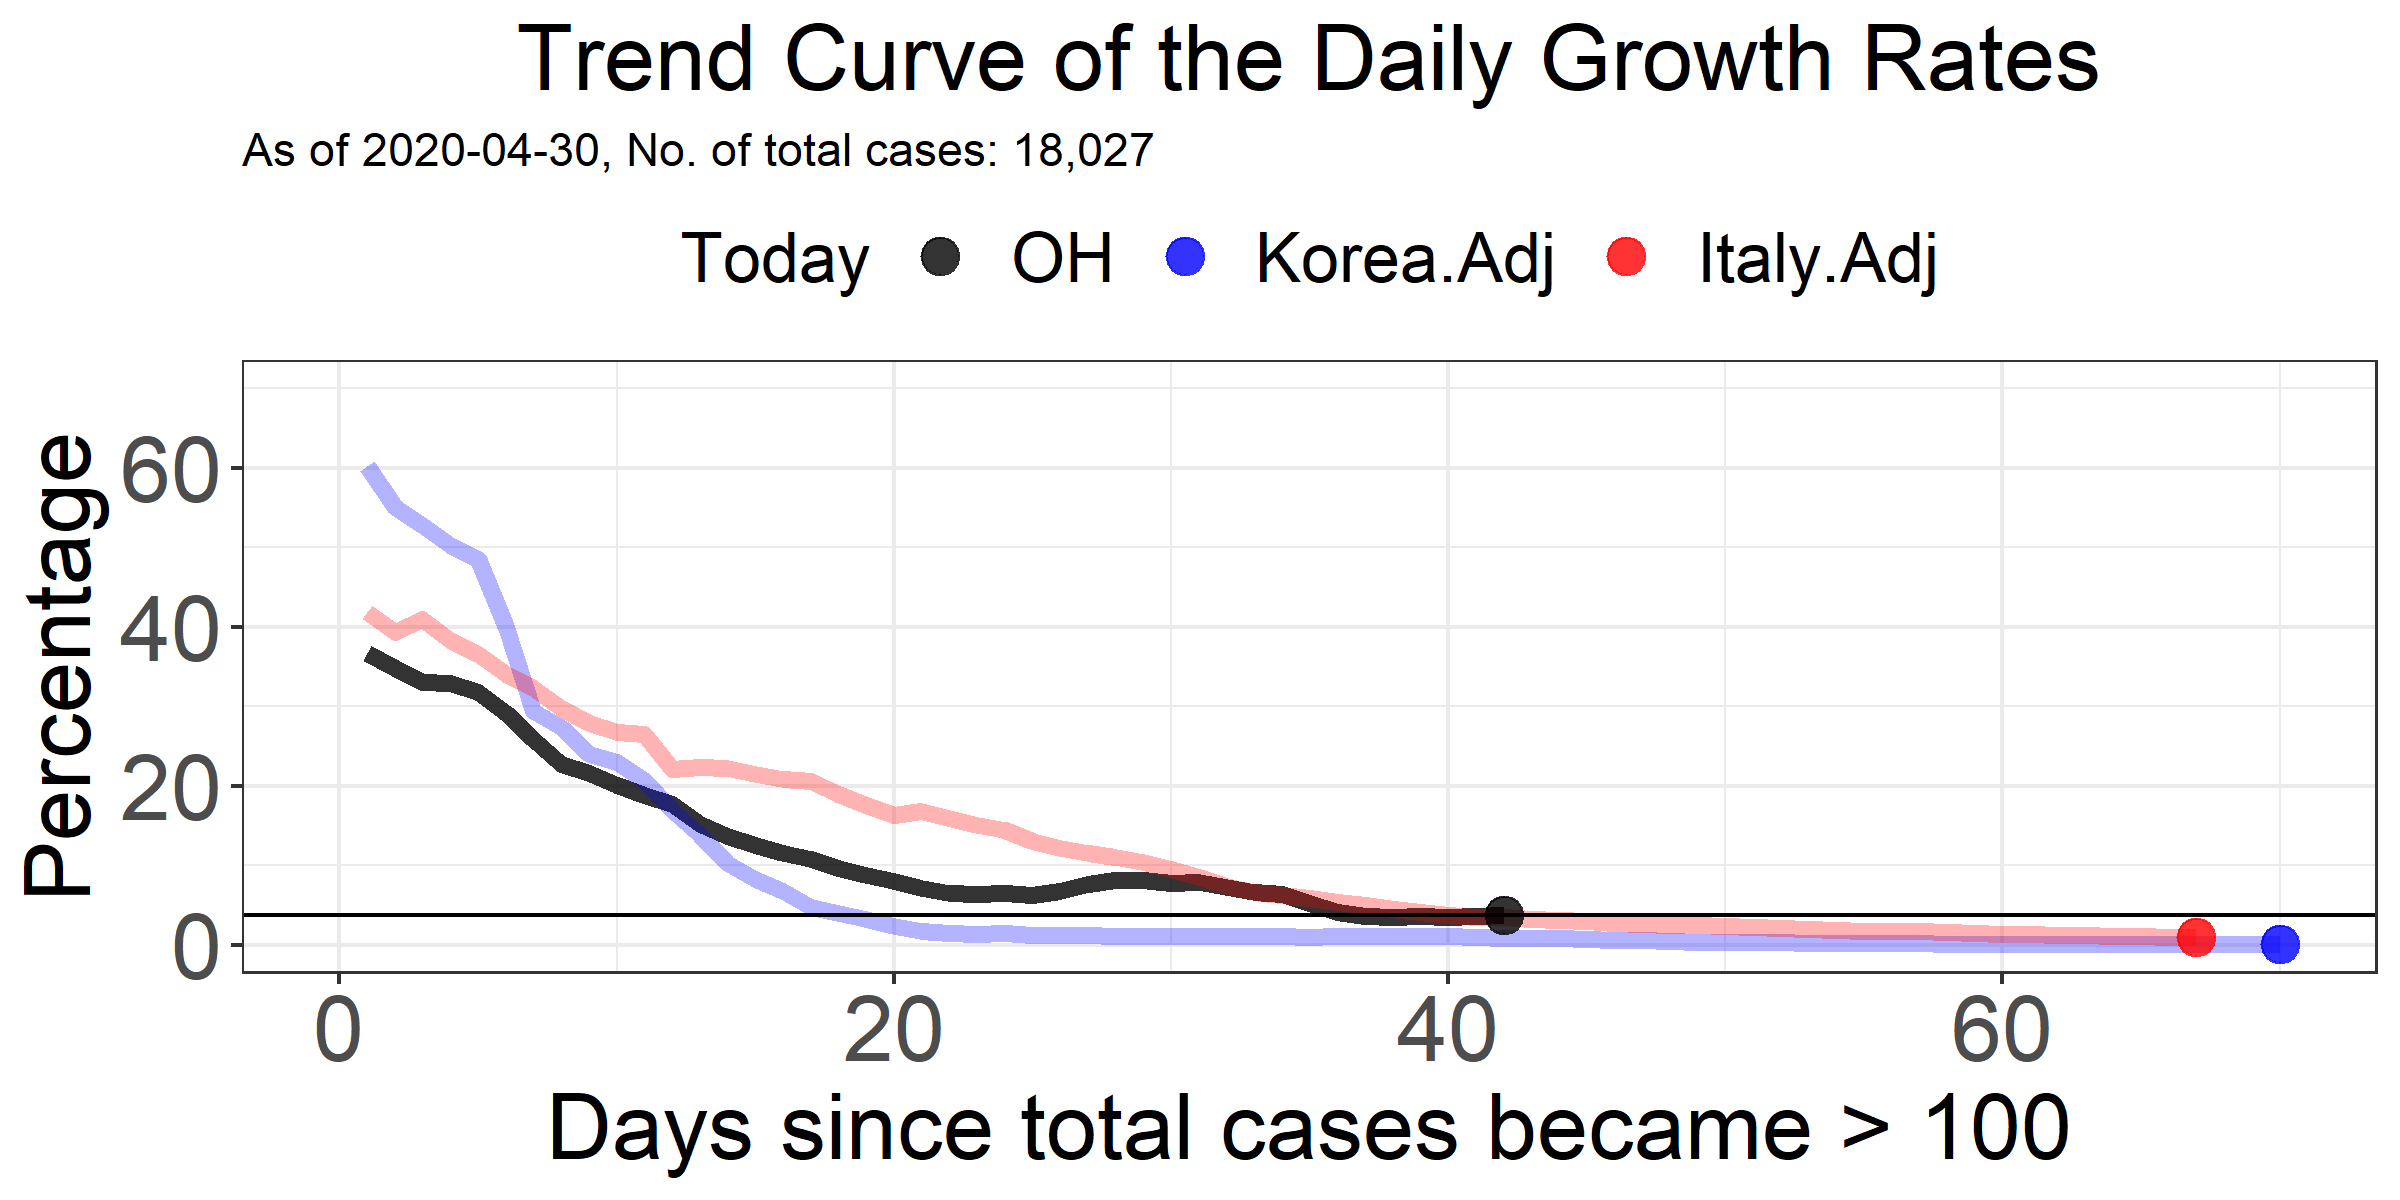 Trend Curve of the Daily Growth Rates
As of 2020-04-30, No. of total cases: 18,027
Today OH Korea.Adj Italy.Adj
Percentage
60
40
20
0
0 20 40 60
Days since total cases became > 100